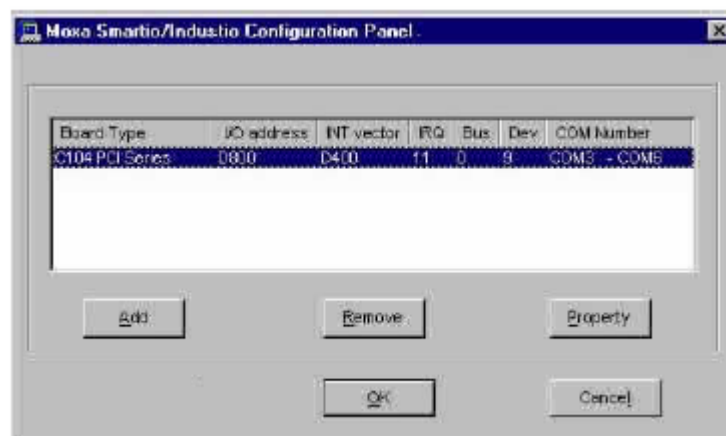 Moxa Smartio/Industio Configuration Panel.
Board Type I/O address INT vector IRQ Bus Dev COM Number
C104 PCI Series D800 D400 11 0 9 COM3 - COM6
Add Remove Property
OK Cancel